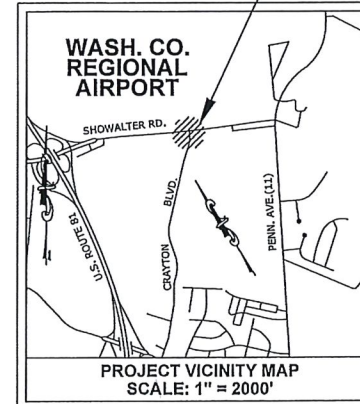 WASH. CO.
REGIONAL
AIRPORT
SHOWALTER RD.
U.S. ROUTE 81
CRAYTON BLVD.
PENN. AVE.(11)
PROJECT VICINITY MAP
SCALE: 1" = 2000'